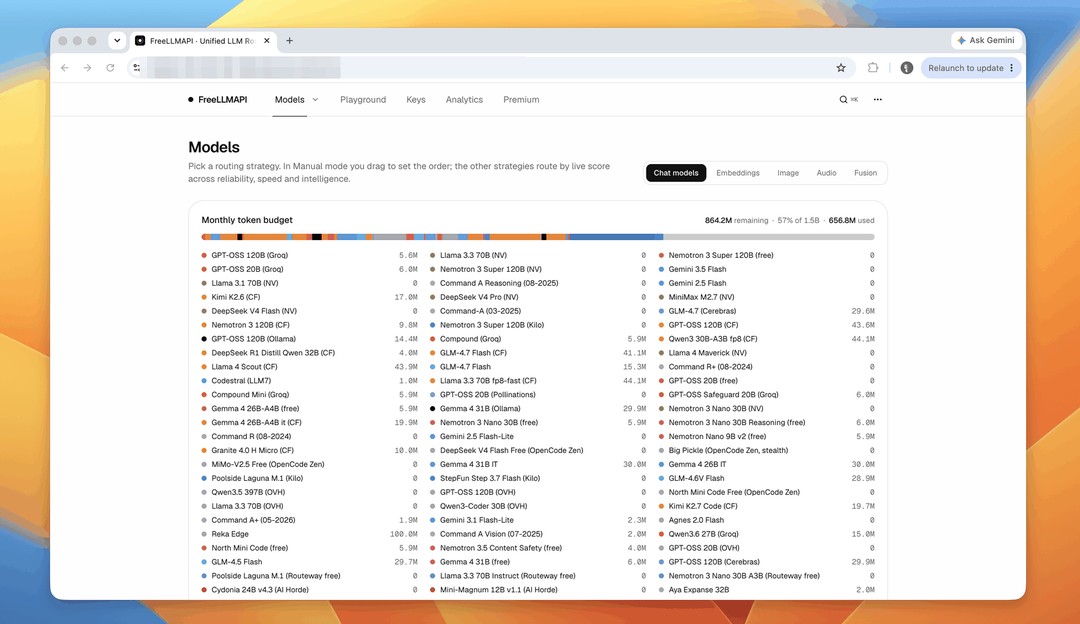 FreeLLMAPI - Unified LLM Ro
Ask Gemini
Relaunch to update
FreeLLMAPI Models Playground Keys Analytics Premium ⌘K
Models
Pick a routing strategy. In Manual mode you drag to set the order; the other strategies route by live score
across reliability, speed and intelligence.
Chat models Embeddings Image Audio Fusion
Monthly token budget 864.2M remaining · 57% of 1.5B · 656.8M used
GPT-OSS 120B (Groq) 5.6M Llama 3.3 70B (NV) 0 Nemotron 3 Super 120B (free) 0
GPT-OSS 20B (Groq) 6.0M Nemotron 3 Super 120B (NV) 0 Gemini 3.5 Flash 0
Llama 3.1 70B (NV) 0 Command A Reasoning (08-2025) 0 Gemini 2.5 Flash 0
Kimi K2.6 (CF) 17.0M DeepSeek V4 Pro (NV) 0 MiniMax M2.7 (NV) 0
DeepSeek V4 Flash (NV) 0 Command-A (03-2025) 0 GLM-4.7 (Cerebras) 29.6M
Nemotron 3 120B (CF) 9.8M Nemotron 3 Super 120B (Kilo) 0 GPT-OSS 120B (CF) 43.6M
GPT-OSS 120B (Ollama) 14.4M Compound (Groq) 5.9M Qwen3 30B-A3B fp8 (CF) 44.1M
DeepSeek R1 Distill Qwen 32B (CF) 4.0M GLM-4.7 Flash (CF) 41.1M Llama 4 Maverick (NV) 0
Llama 4 Scout (CF) 43.9M GLM-4.7 Flash 15.3M Command R+ (08-2024) 0
Codestral (LLM7) 1.0M Llama 3.3 70B fp8-fast (CF) 44.1M GPT-OSS 20B (free) 0
Compound Mini (Groq) 5.9M GPT-OSS 20B (Pollinations) 0 GPT-OSS Safeguard 20B (Groq) 6.0M
Gemma 4 26B-A4B (free) 5.9M Gemma 4 31B (Ollama) 29.9M Nemotron 3 Nano 30B (NV) 0
Gemma 4 26B-A4B it (CF) 19.9M Nemotron 3 Nano 30B (free) 5.9M Nemotron 3 Nano 30B Reasoning (free) 6.0M
Command R (08-2024) 0 Gemini 2.5 Flash-Lite 0 Nemotron Nano 9B v2 (free) 5.9M
Granite 4.0 H Micro (CF) 10.0M DeepSeek V4 Flash Free (OpenCode Zen) 0 Big Pickle (OpenCode Zen, stealth) 0
MiMo-V2.5 Free (OpenCode Zen) 0 Gemma 4 31B IT 30.0M Gemma 4 26B IT 30.0M
Poolside Laguna M.1 (Kilo) 0 StepFun Step 3.7 Flash (Kilo) 0 GLM-4.6V Flash 28.9M
Qwen3.5 397B (OVH) 0 GPT-OSS 120B (OVH) 0 North Mini Code Free (OpenCode Zen) 0
Llama 3.3 70B (OVH) 0 Qwen3-Coder 30B (OVH) 0 Kimi K2.7 Code (CF) 19.7M
Command A+ (05-2026) 1.9M Gemini 3.1 Flash-Lite 2.3M Agnes 2.0 Flash 0
Reka Edge 100.0M Command A Vision (07-2025) 2.0M Qwen3.6 27B (Groq) 15.0M
North Mini Code (free) 5.9M Nemotron 3.5 Content Safety (free) 4.0M GPT-OSS 20B (OVH) 0
GLM-4.5 Flash 29.7M Gemma 4 31B (free) 6.0M GPT-OSS 120B (Cerebras) 29.9M
Poolside Laguna M.1 (Routeway free) 0 Llama 3.3 70B Instruct (Routeway free) 0 Nemotron 3 Nano 30B A3B (Routeway free) 0
Cydonia 24B v4.3 (AI Horde) 0 Mini-Magnum 12B v1.1 (AI Horde) 0 Aya Expanse 32B 2.0M